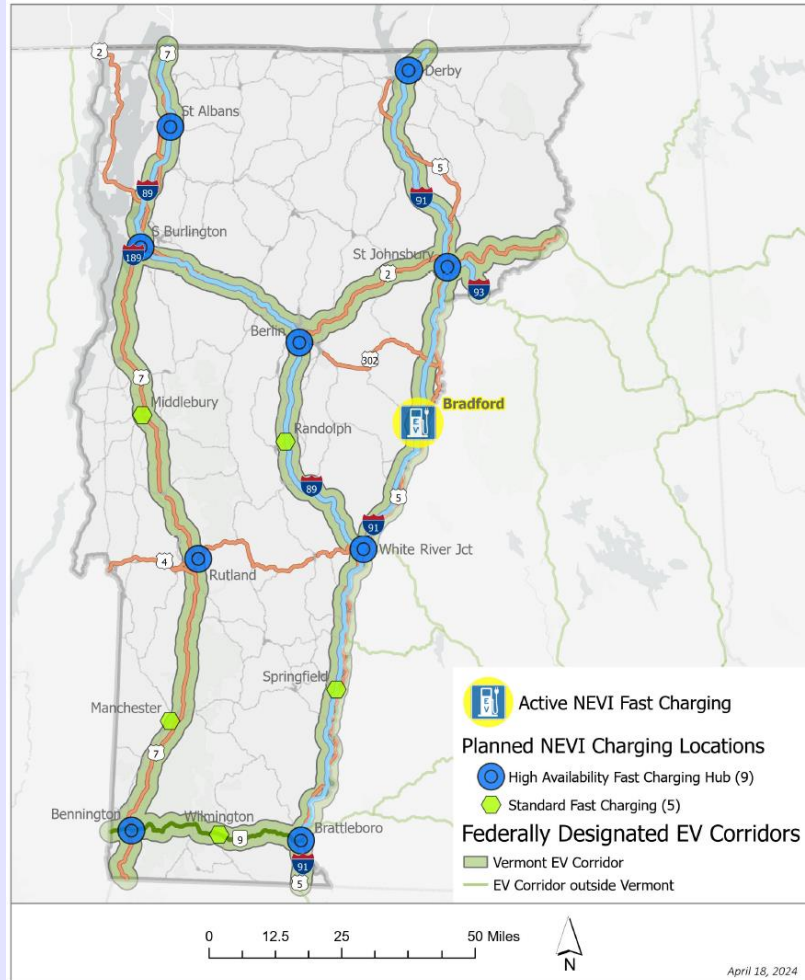 2
7
Derby
St Albans
5
89
91
S Burlington
189
St Johnsbury
2
93
Berlin
302
7
Middlebury
Bradford
EV
Randolph
89
5
91
White River Jct
4
Rutland
Springfield
Manchester
7
Bennington
Wilmington
9
Brattleboro
91
5
EV
Active NEVI Fast Charging
Planned NEVI Charging Locations
High Availability Fast Charging Hub (9)
Standard Fast Charging (5)
Federally Designated EV Corridors
Vermont EV Corridor
EV Corridor outside Vermont
0 12.5 25 50 Miles
N
April 18, 2024